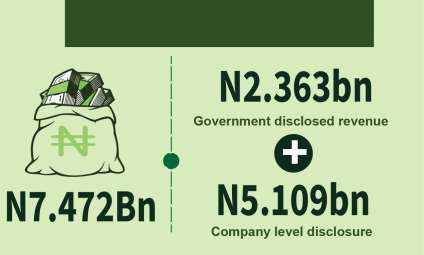 ₦
N7.472Bn
N2.363bn
Government disclosed revenue
+
N5.109bn
Company level disclosure